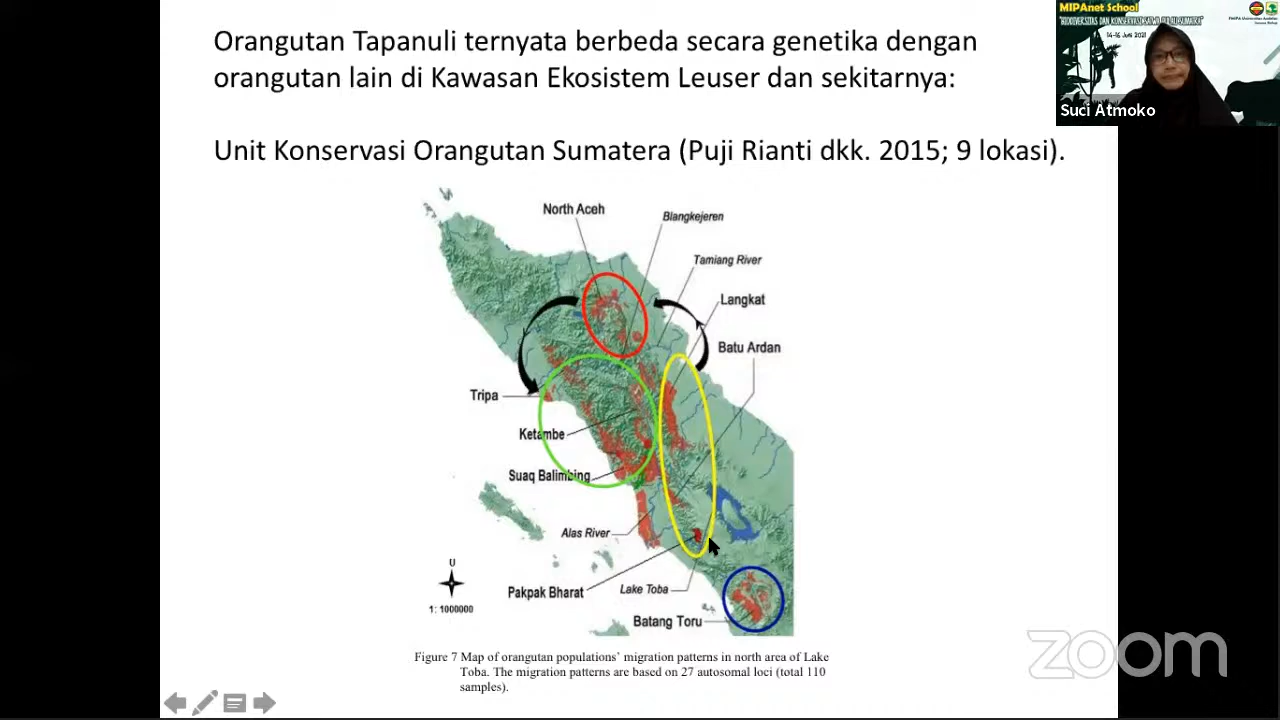 Orangutan Tapanuli ternyata berbeda secara genetika dengan
orangutan lain di Kawasan Ekosistem Leuser dan sekitarnya:
Unit Konservasi Orangutan Sumatera (Puji Rianti dkk. 2015; 9 lokasi).
MIPAnet School
14-16 Juni 2021
Suci Atmoko
North Aceh
Blangkejeren
Tamiang River
Langkat
Batu Ardan
Tripa
Ketambe
Suaq Balimbing
Alas River
U
1: 1000000
Pakpak Bharat
Lake Toba
Batang Toru
Figure 7 Map of orangutan populations' migration patterns in north area of Lake
Toba. The migration patterns are based on 27 autosomal loci (total 110
samples).
zoom